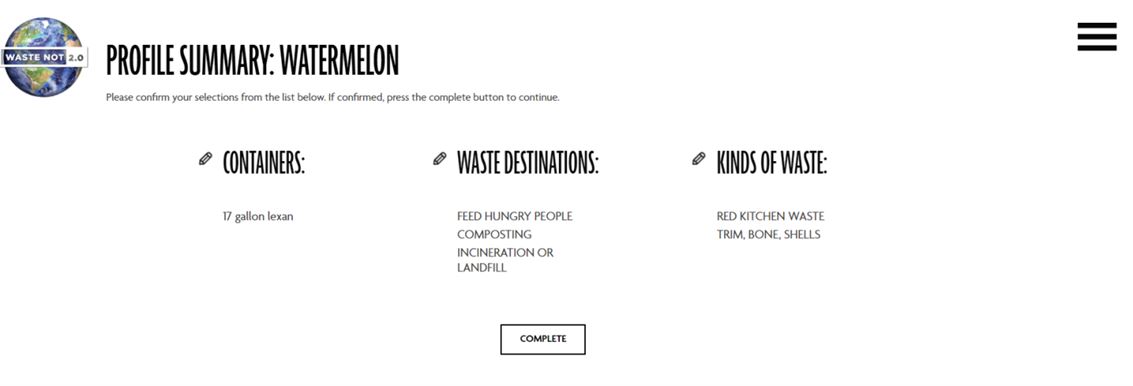 WASTE NOT 2.0
PROFILE SUMMARY: WATERMELON
Please confirm your selections from the list below. If confirmed, press the complete button to continue.
CONTAINERS:
17 gallon lexan
WASTE DESTINATIONS:
FEED HUNGRY PEOPLE
COMPOSTING
INCINERATION OR
LANDFILL
KINDS OF WASTE:
RED KITCHEN WASTE
TRIM, BONE, SHELLS
COMPLETE